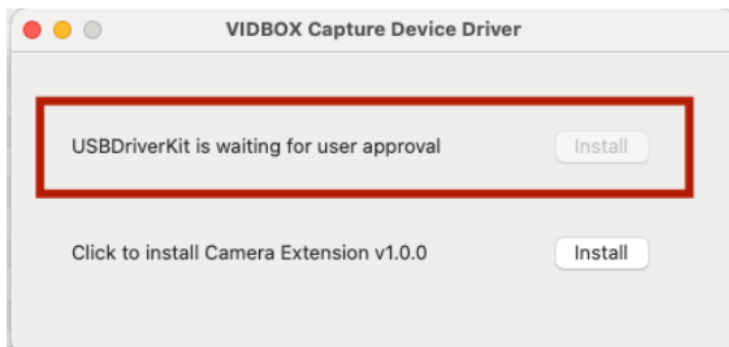 VIDBOX Capture Device Driver
USBDriverKit is waiting for user approval Install
Click to install Camera Extension v1.0.0 Install